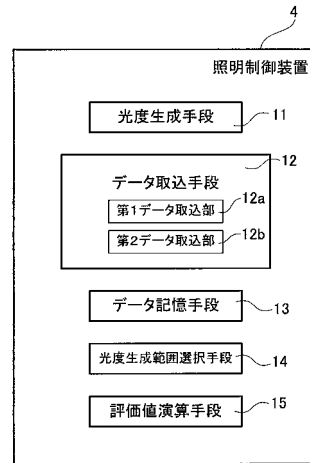 4
照明制御装置
光度生成手段
11
12
データ取込手段
第1データ取込部
12a
第2データ取込部
12b
データ記憶手段
13
光度生成範囲選択手段
14
評価値演算手段
15